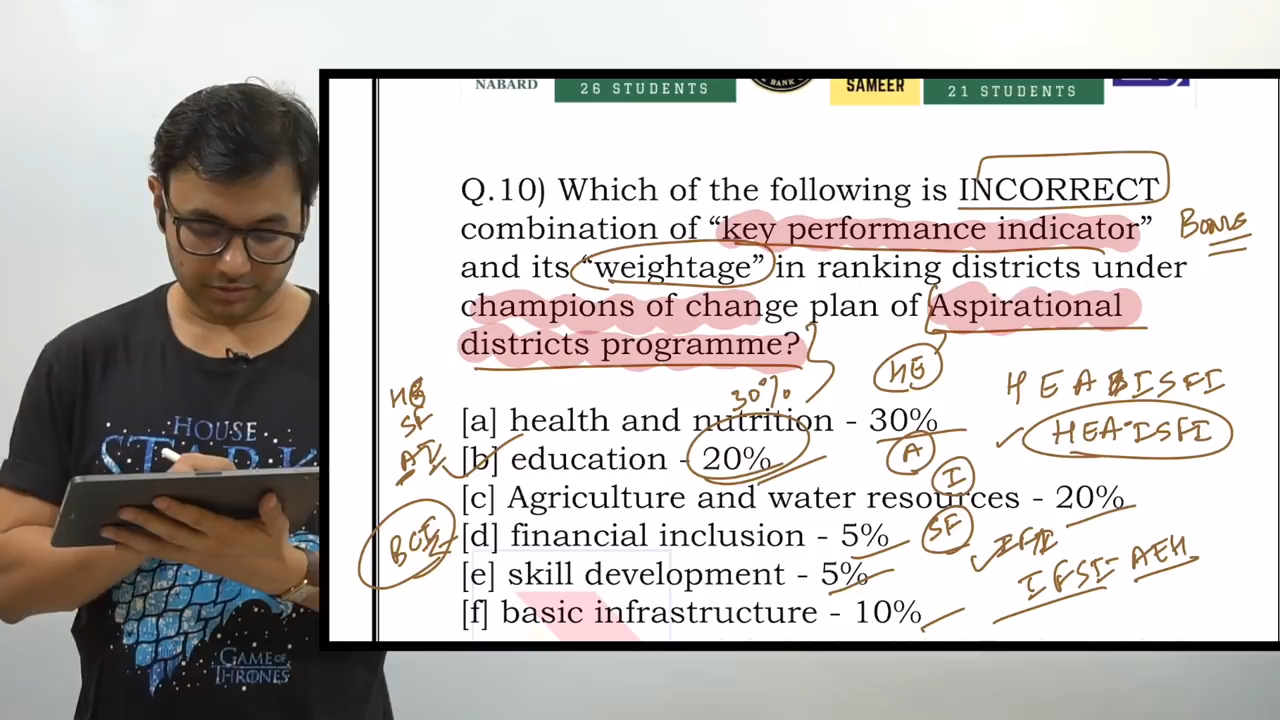 NABARD
26 STUDENTS
BANK
SAMEER
21 STUDENTS
Q.10) Which of the following is INCORRECT
combination of “key performance indicator”
and its “weightage” in ranking districts under
champions of change plan of Aspirational
districts programme?
Bonus
HE
30%
[a] health and nutrition - 30%
[b] education - 20%
[c] Agriculture and water resources - 20%
[d] financial inclusion - 5%
[e] skill development - 5%
[f] basic infrastructure - 10%
A
I
SF
HEAISFI
SF
AI
IFSI AEH
HOUSE
STARK
GAME OF
THRONES